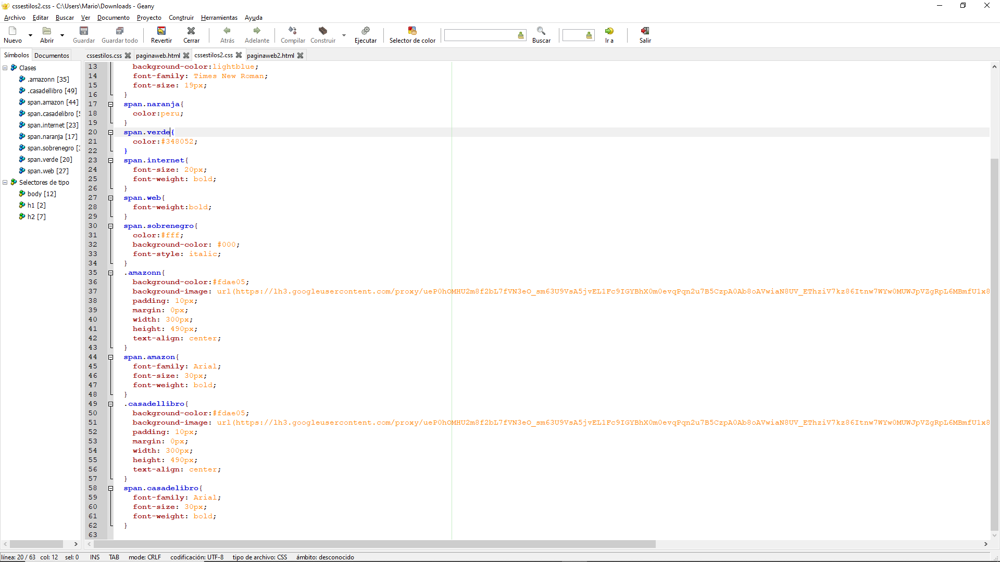 cssestilos2.css - C:\Users\Mario\Downloads - Geany
Archivo Editar Buscar Ver Documento Proyecto Construir Herramientas Ayuda
Nuevo Abrir Guardar Guardar todo Revertir Cerrar Atrás Adelante Compilar Construir Ejecutar Selector de color Buscar Ir a Salir
Símbolos Documentos cssestilos.css paginaweb.html cssestilos2.css paginaweb2.html
Clases
.amazonn [35]
.casadellibro [49]
span.amazon [44]
span.casadelibro [5
span.internet [23]
span.naranja [17]
span.sobrenegro [3
span.verde [20]
span.web [27]
Selectores de tipo
body [12]
h1 [2]
h2 [7]
13 background-color:lightblue;
14 font-family: Times New Roman;
15 font-size: 19px;
16 }
17 span.naranja{
18 color:peru;
19 }
20 span.verde{
21 color:#348052;
22 }
23 span.internet{
24 font-size: 20px;
25 font-weight: bold;
26 }
27 span.web{
28 font-weight:bold;
29 }
30 span.sobrenegro{
31 color:#fff;
32 background-color: #000;
33 font-style: italic;
34 }
35 .amazonn{
36 background-color:#fdae05;
37 background-image: url(https://lh3.googleusercontent.com/proxy/ueP0hOMHU2m8f2bL7fVN3eO_sm63U9VsA5jvEL1Fc9IGYBhX0m0evqPqn2u7B5CzpA0Ab8oAVwiaN8UV_EThziV7kz86Itnw7WYw0MUWJpVZgRpL6MBmfU1x8
38 padding: 10px;
39 margin: 0px;
40 width: 300px;
41 height: 490px;
42 text-align: center;
43 }
44 span.amazon{
45 font-family: Arial;
46 font-size: 30px;
47 font-weight: bold;
48 }
49 .casadellibro{
50 background-color:#fdae05;
51 background-image: url(https://lh3.googleusercontent.com/proxy/ueP0hOMHU2m8f2bL7fVN3eO_sm63U9VsA5jvEL1Fc9IGYBhX0m0evqPqn2u7B5CzpA0Ab8oAVwiaN8UV_EThziV7kz86Itnw7WYw0MUWJpVZgRpL6MBmfU1x8
52 padding: 10px;
53 margin: 0px;
54 width: 300px;
55 height: 490px;
56 text-align: center;
57 }
58 span.casadelibro{
59 font-family: Arial;
60 font-size: 30px;
61 font-weight: bold;
62 }
63
línea: 20 / 63 col: 12 sel: 0 INS TAB mode: CRLF codificación: UTF-8 tipo de archivo: CSS ámbito: desconocido